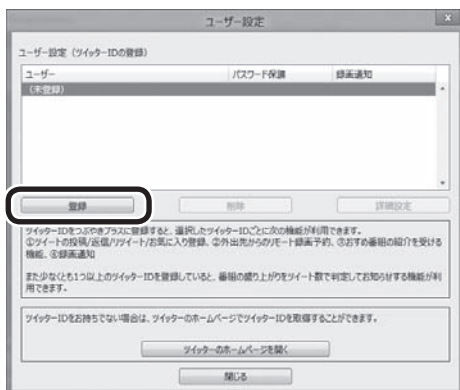 ユーザー設定
x
ユーザー設定（ツイッターIDの登録）
ユーザー パスワード保護 録画通知
（未登録）
登録 削除 詳細設定
ツイッターIDをつぶやきプラスに登録すると、選択したツイッターIDごとに次の機能が利用できます。
①ツイートの投稿/返信/リツイート/お気に入り登録、②外出先からのリモート録画予約、③おすすめ番組の紹介を受ける
機能、④録画通知
また少なくとも1つ以上のツイッターIDを登録していると、番組の盛り上がりをツイート数で判定してお知らせする機能が利
用できます。
ツイッターIDをお持ちでない場合は、ツイッターのホームページでツイッターIDを取得することができます。
ツイッターのホームページを開く
閉じる